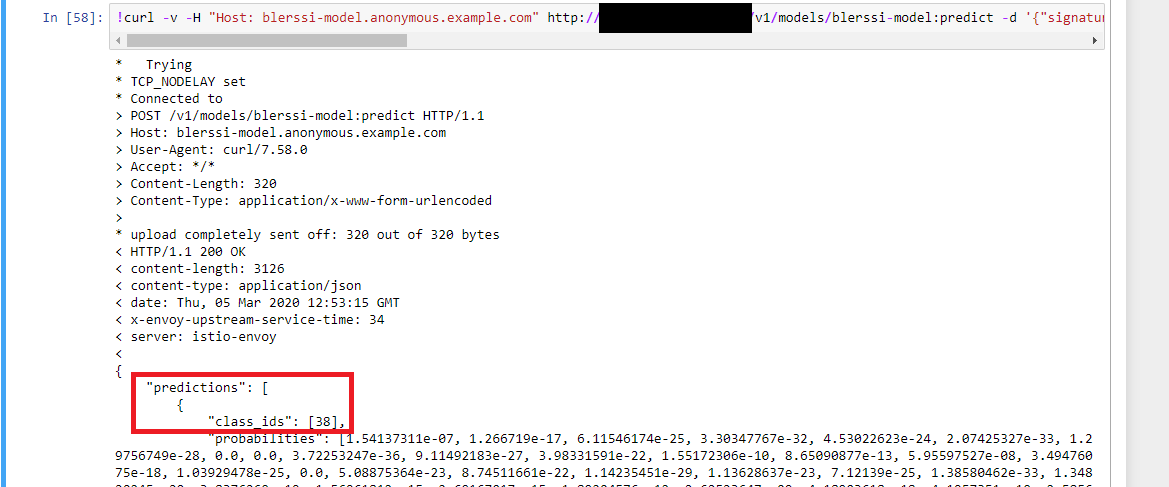 In [58]: !curl -v -H "Host: blerssi-model.anonymous.example.com" http:// /v1/models/blerssi-model:predict -d '{"signatur
* Trying
* TCP_NODELAY set
* Connected to
> POST /v1/models/blerssi-model:predict HTTP/1.1
> Host: blerssi-model.anonymous.example.com
> User-Agent: curl/7.58.0
> Accept: */*
> Content-Length: 320
> Content-Type: application/x-www-form-urlencoded
>
* upload completely sent off: 320 out of 320 bytes
< HTTP/1.1 200 OK
< content-length: 3126
< content-type: application/json
< date: Thu, 05 Mar 2020 12:53:15 GMT
< x-envoy-upstream-service-time: 34
< server: istio-envoy
<
{
"predictions": [
{
"class_ids": [38],
"probabilities": [1.54137311e-07, 1.266719e-17, 6.11546174e-25, 3.30347767e-32, 4.53022623e-24, 2.07425327e-33, 1.2
9756749e-28, 0.0, 0.0, 3.72253247e-36, 9.11492183e-27, 3.98331591e-22, 1.55172306e-10, 8.65090877e-13, 5.95597527e-08, 3.494760
75e-18, 1.03929478e-25, 0.0, 5.08875364e-23, 8.74511661e-22, 1.14235451e-29, 1.13628637e-23, 7.12139e-25, 1.38580462e-33, 1.348